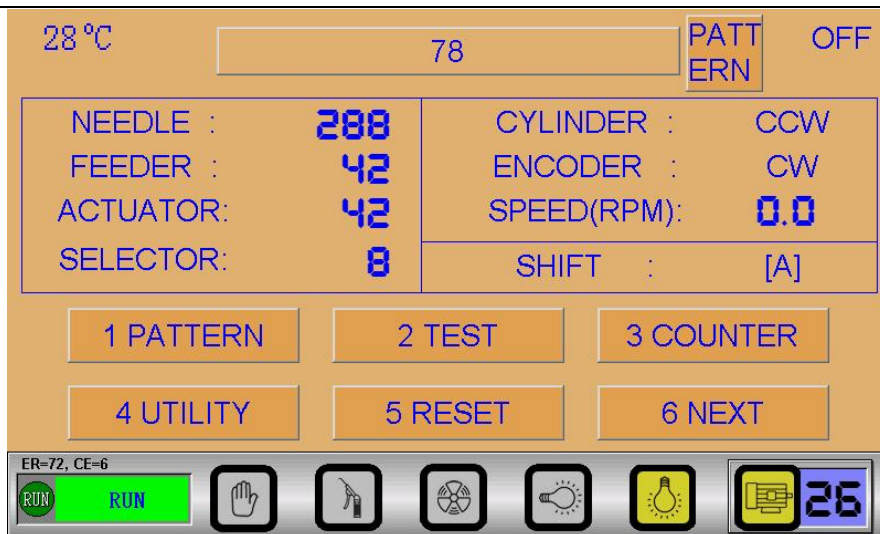 28℃
78
PATT
ERN
OFF
NEEDLE : 288
FEEDER : 42
ACTUATOR: 42
SELECTOR: 8
CYLINDER : CCW
ENCODER : CW
SPEED(RPM): 0.0
SHIFT : [A]
1 PATTERN
2 TEST
3 COUNTER
4 UTILITY
5 RESET
6 NEXT
ER=72, CE=6
RUN
RUN
26